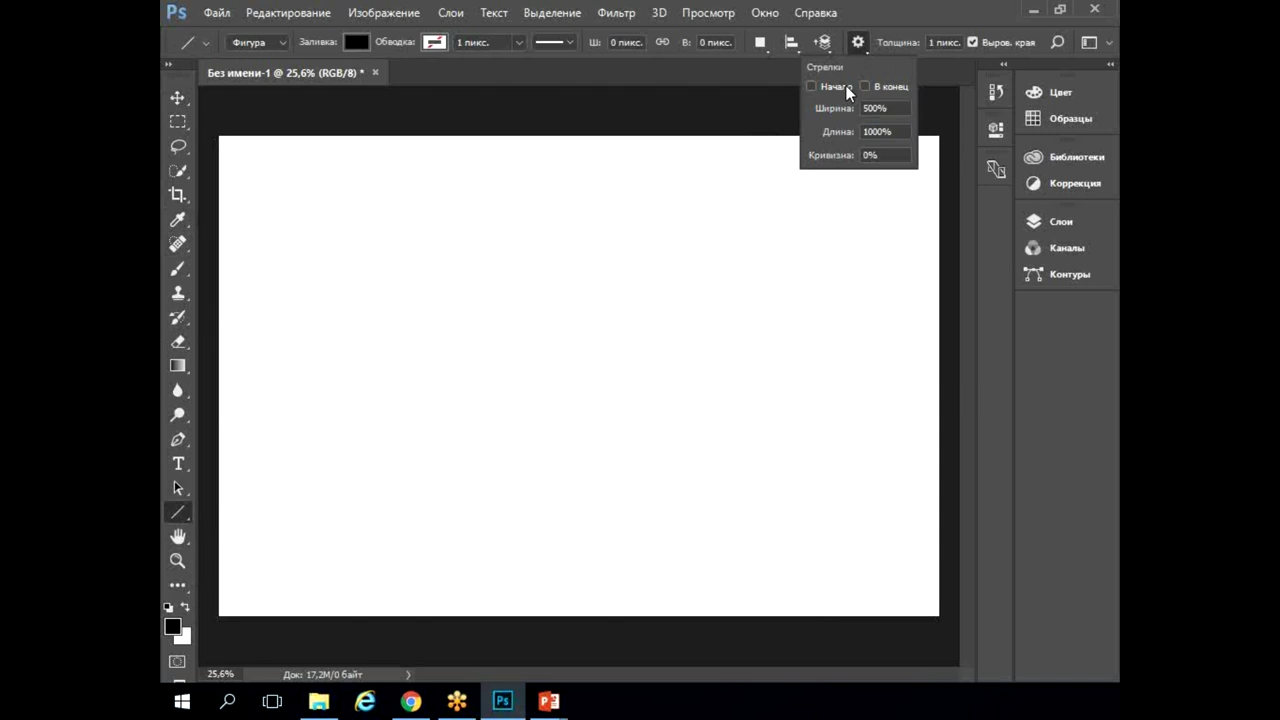 Ps Файл Редактирование Изображение Слои Текст Выделение Фильтр 3D Просмотр Окно Справка
Фигура Заливка: Обводка: 1 пикс. Ш: 0 пикс. В: 0 пикс. Толщина: 1 пикс. Выров. края
Без имени-1 @ 25,6% (RGB/8) *
Стрелки
Начало В конец
Ширина: 500%
Длина: 1000%
Кривизна: 0%
Цвет
Образцы
Библиотеки
Коррекция
Слои
Каналы
Контуры
25,6% Док: 17,2M/0 байт
Ps